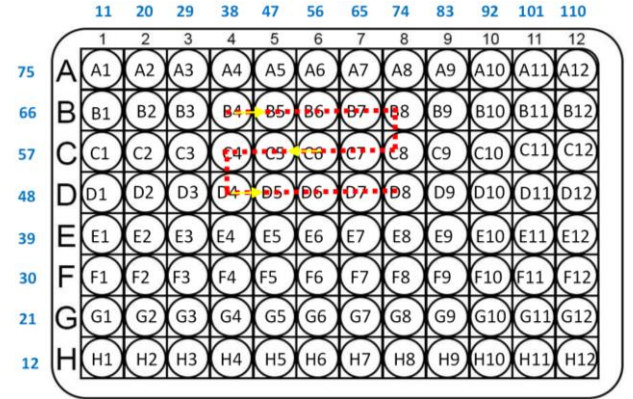 11 20 29 38 47 56 65 74 83 92 101 110
1 2 3 4 5 6 7 8 9 10 11 12
75 A A1 A2 A3 A4 A5 A6 A7 A8 A9 A10 A11 A12
66 B B1 B2 B3 B4 B5 B6 B7 B8 B9 B10 B11 B12
57 C C1 C2 C3 C4 C5 C6 C7 C8 C9 C10 C11 C12
48 D D1 D2 D3 D4 D5 D6 D7 D8 D9 D10 D11 D12
39 E E1 E2 E3 E4 E5 E6 E7 E8 E9 E10 E11 E12
30 F F1 F2 F3 F4 F5 F6 F7 F8 F9 F10 F11 F12
21 G G1 G2 G3 G4 G5 G6 G7 G8 G9 G10 G11 G12
12 H H1 H2 H3 H4 H5 H6 H7 H8 H9 H10 H11 H12